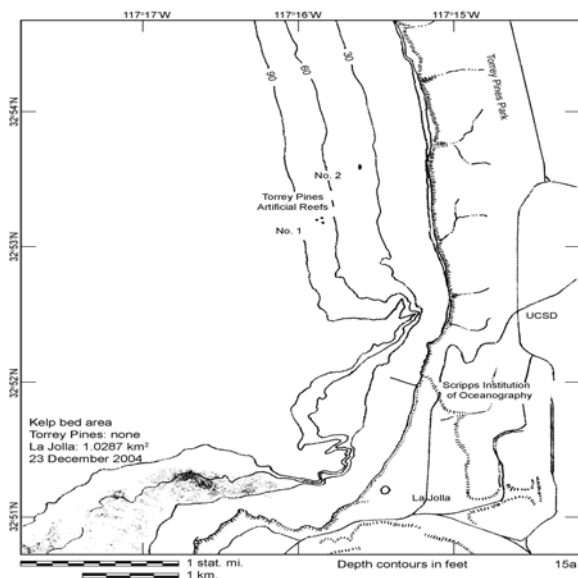 117°17'W
117°16'W
117°15'W
32°54'N
32°53'N
32°52'N
32°51'N
90
60
30
Torrey Pines Park
No. 2
Torrey Pines
Artificial Reefs
No. 1
UCSD
Scripps Institution
of Oceanography
Kelp bed area
Torrey Pines: none
La Jolla: 1.0287 km²
23 December 2004
La Jolla
1 stat. mi.
1 km.
Depth contours in feet
15a